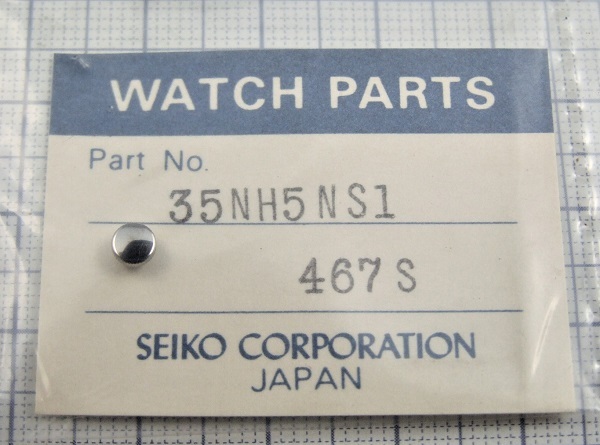 WATCH PARTS
Part No.
35NH5NS1
467S
SEIKO CORPORATION
JAPAN